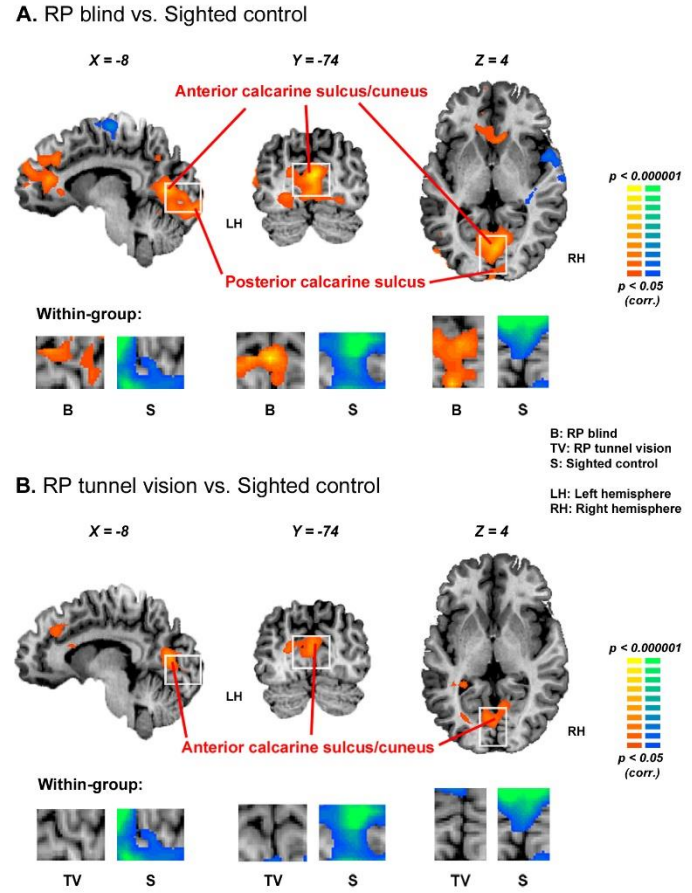 A. RP blind vs. Sighted control
X = -8 Y = -74 Z = 4
Anterior calcarine sulcus/cuneus
p < 0.000001
LH
RH
Posterior calcarine sulcus
p < 0.05
(corr.)
Within-group:
B S B S B S
B: RP blind
TV: RP tunnel vision
S: Sighted control
LH: Left hemisphere
RH: Right hemisphere
B. RP tunnel vision vs. Sighted control
X = -8 Y = -74 Z = 4
p < 0.000001
LH
RH
Anterior calcarine sulcus/cuneus
p < 0.05
(corr.)
Within-group:
TV S TV S TV S